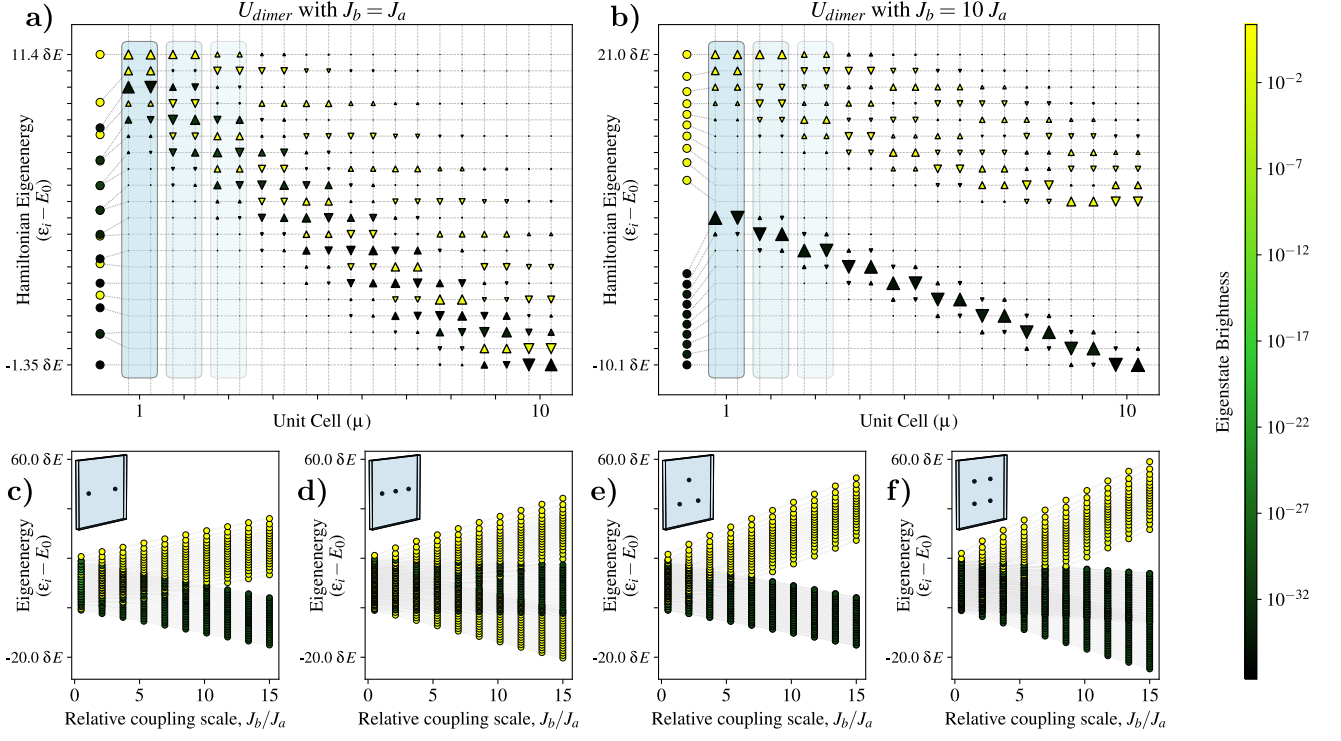 a)
U_dimer with J_b = J_a
11.4 δE
Hamiltonian Eigenenergy
(ε_i − E_0)
-1.35 δE
1
10
Unit Cell (μ)
b)
U_dimer with J_b = 10 J_a
21.0 δE
Hamiltonian Eigenenergy
(ε_i − E_0)
-10.1 δE
1
10
Unit Cell (μ)
Eigenstate Brightness
10^−2
10^−7
10^−12
10^−17
10^−22
10^−27
10^−32
c)
60.0 δE
Eigenenergy
(ε_i − E_0)
-20.0 δE
0
5
10
15
Relative coupling scale, J_b/J_a
d)
60.0 δE
Eigenenergy
(ε_i − E_0)
-20.0 δE
0
5
10
15
Relative coupling scale, J_b/J_a
e)
60.0 δE
Eigenenergy
(ε_i − E_0)
-20.0 δE
0
5
10
15
Relative coupling scale, J_b/J_a
f)
60.0 δE
Eigenenergy
(ε_i − E_0)
-20.0 δE
0
5
10
15
Relative coupling scale, J_b/J_a